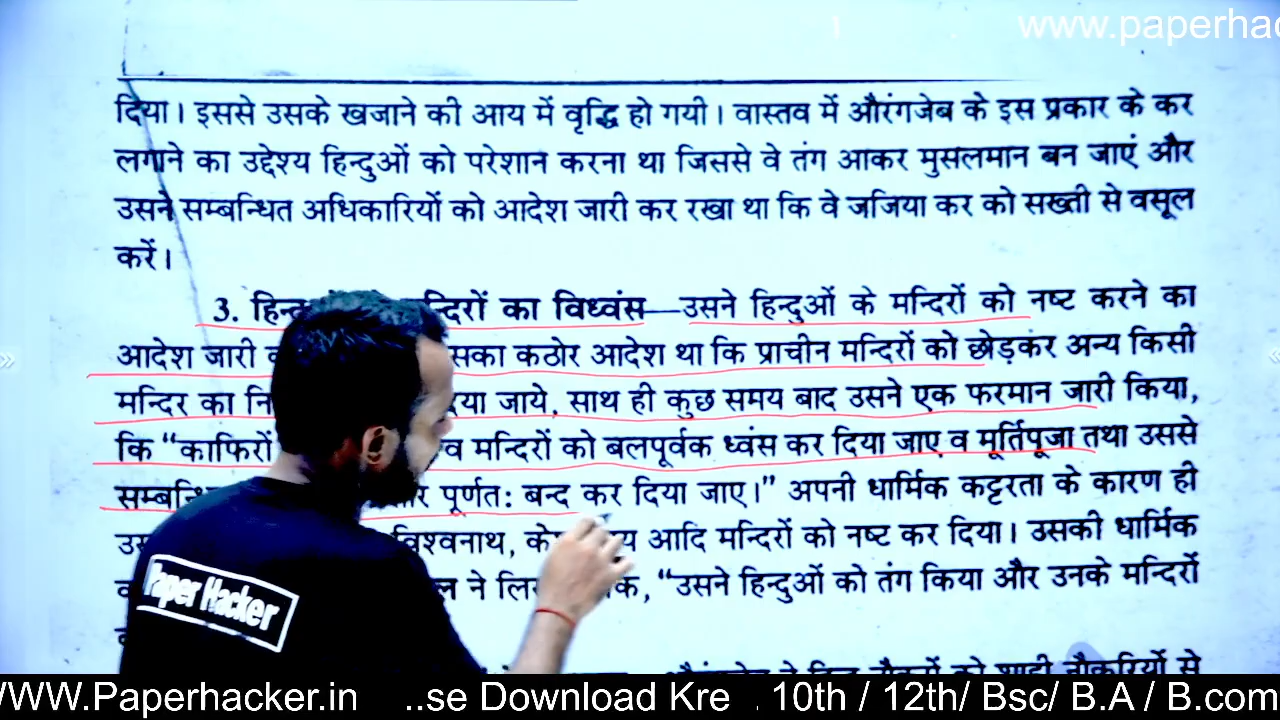 www.paperhac
दिया। इससे उसके खजाने की आय में वृद्धि हो गयी। वास्तव में औरंगजेब के इस प्रकार के कर
लगाने का उद्देश्य हिन्दुओं को परेशान करना था जिससे वे तंग आकर मुसलमान बन जाएं और
उसने सम्बन्धित अधिकारियों को आदेश जारी कर रखा था कि वे जजिया कर को सख्ती से वसूल
करें।
3. न्दिरों का विध्वंस—उसने हिन्दुओं के मन्दिरों को नष्ट करने का
आदेश जारी सका कठोर आदेश था कि प्राचीन मन्दिरों को छोड़कर अन्य किसी
मन्दिर का दिया जाये, साथ ही कुछ समय बाद उसने एक फरमान जारी किया,
कि “काफिरों व मन्दिरों को बलपूर्वक ध्वंस कर दिया जाए व मूर्तिपूजा तथा उससे
पूर्णत: बन्द कर दिया जाए।” अपनी धार्मिक कट्टरता के कारण ही
विश्वनाथ, आदि मन्दिरों को नष्ट कर दिया। उसकी धार्मिक
ने “उसने हिन्दुओं को तंग किया और उनके मन्दिरों
Paper Hacker
WWW.Paperhacker.in ..se Download Kre . 10th / 12th/ Bsc/ B.A / B.com